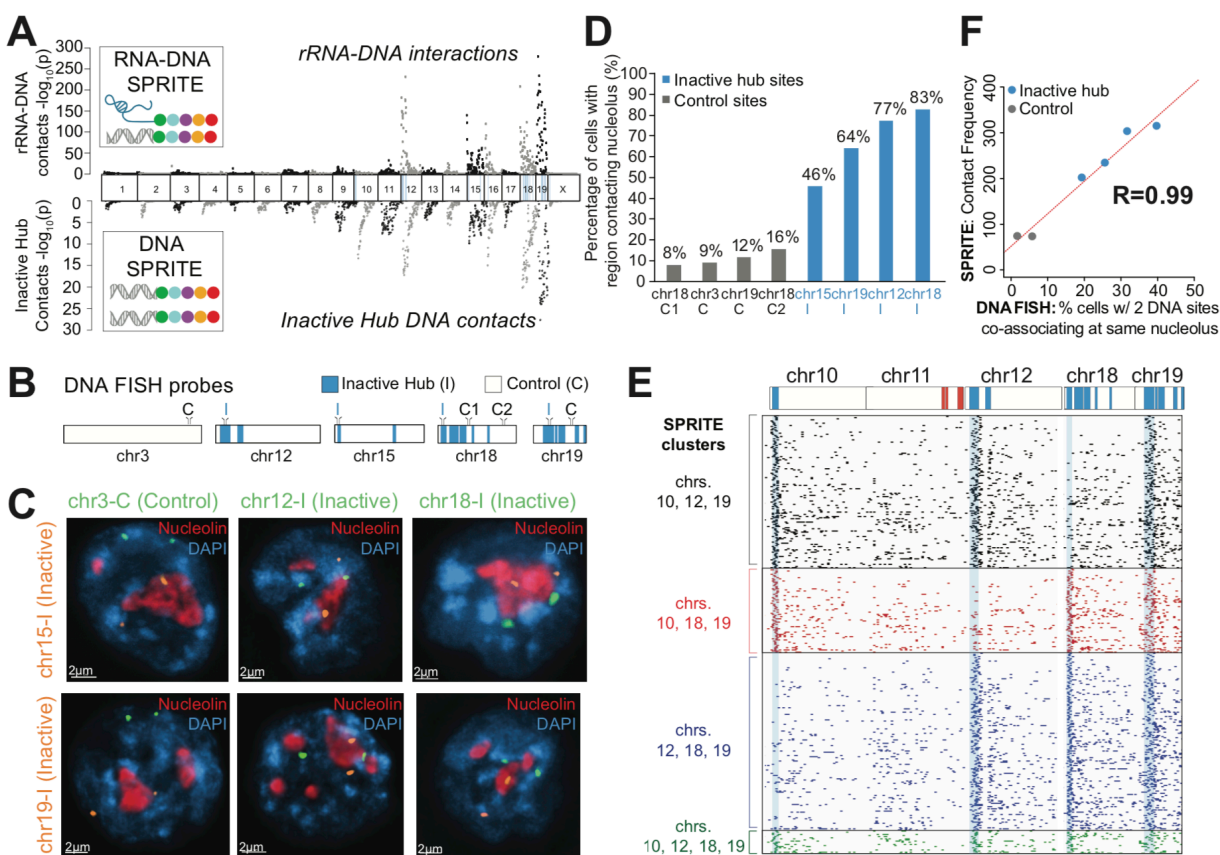 A
rRNA-DNA
contacts -log10(p)
300
250
200
150
100
50
0
RNA-DNA
SPRITE
rRNA-DNA interactions
1 2 3 4 5 6 7 8 9 10 11 12 13 14 15 16 17 18 19 X
Inactive Hub
Contacts -log10(p)
0
5
10
15
20
25
30
DNA
SPRITE
Inactive Hub DNA contacts
D
Percentage of cells with
region contacting nucleolus (%)
100
90
80
70
60
50
40
30
20
10
0
Inactive hub sites
Control sites
8% 9% 12% 16% 46% 64% 77% 83%
chr18 chr3 chr19 chr18 chr15 chr19 chr12 chr18
C1 C C C2 I I I I
F
SPRITE: Contact Frequency
400
300
200
100
0
Inactive hub
Control
R=0.99
0 10 20 30 40 50
DNA FISH: % cells w/ 2 DNA sites
co-associating at same nucleolus
B
DNA FISH probes
Inactive Hub (I)
Control (C)
C I I I C1 C2 I C
chr3 chr12 chr15 chr18 chr19
C
chr3-C (Control) chr12-I (Inactive) chr18-I (Inactive)
chr15-I (Inactive)
Nucleolin
DAPI
2μm
Nucleolin
DAPI
2μm
Nucleolin
DAPI
2μm
chr19-I (Inactive)
Nucleolin
DAPI
2μm
Nucleolin
DAPI
2μm
Nucleolin
DAPI
2μm
E
chr10 chr11 chr12 chr18 chr19
SPRITE
clusters
chrs.
10, 12, 19
chrs.
10, 18, 19
chrs.
12, 18, 19
chrs.
10, 12, 18, 19